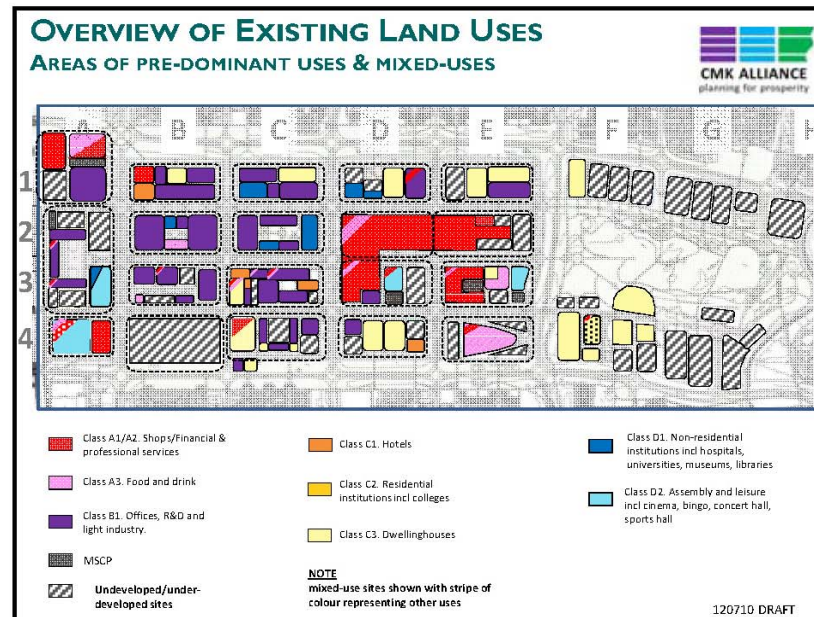 OVERVIEW OF EXISTING LAND USES
AREAS OF PRE-DOMINANT USES & MIXED-USES
CMK ALLIANCE
planning for prosperity
A B C D E F G H
1
2
3
4
Class A1/A2. Shops/Financial &
professional services
Class A3. Food and drink
Class B1. Offices, R&D and
light industry.
MSCP
Undeveloped/under-
developed sites
Class C1. Hotels
Class C2. Residential
institutions incl colleges
Class C3. Dwellinghouses
NOTE
mixed-use sites shown with stripe of
colour representing other uses
Class D1. Non-residential
institutions incl hospitals,
universities, museums, libraries
Class D2. Assembly and leisure
incl cinema, bingo, concert hall,
sports hall
120710 DRAFT